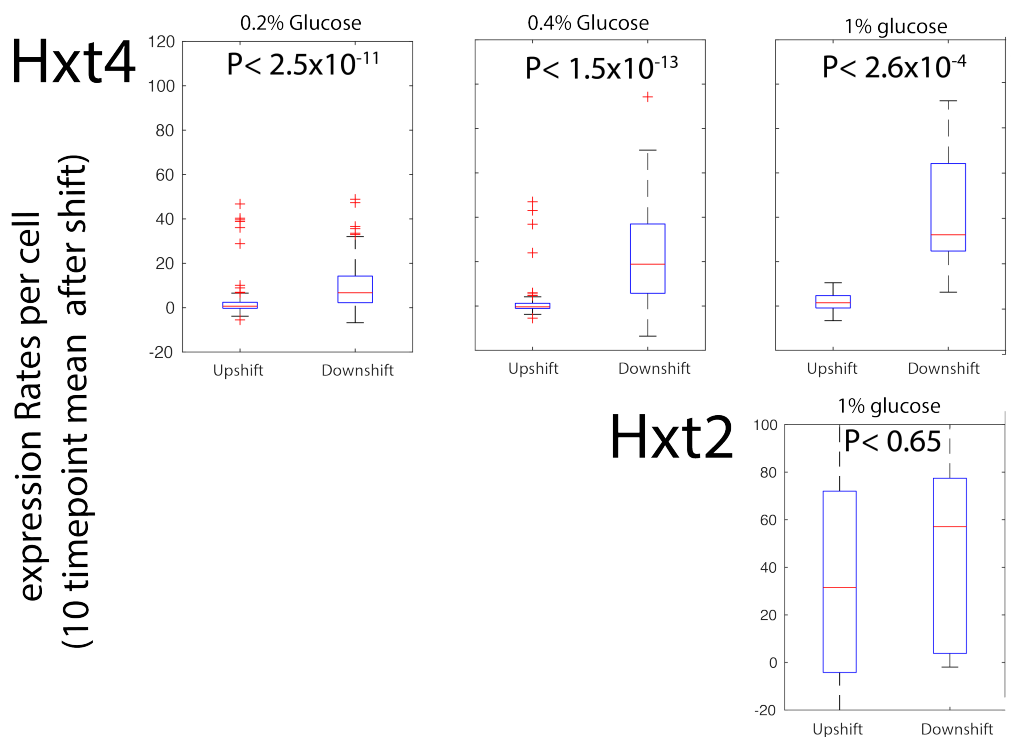 Hxt4
expression Rates per cell
(10 timepoint mean after shift)
0.2% Glucose
P< 2.5x10⁻¹¹
120
100
80
60
40
20
0
-20
Upshift
Downshift
0.4% Glucose
P< 1.5x10⁻¹³
Upshift
Downshift
1% glucose
P< 2.6x10⁻⁴
Upshift
Downshift
Hxt2
1% glucose
P< 0.65
100
80
60
40
20
0
-20
Upshift
Downshift